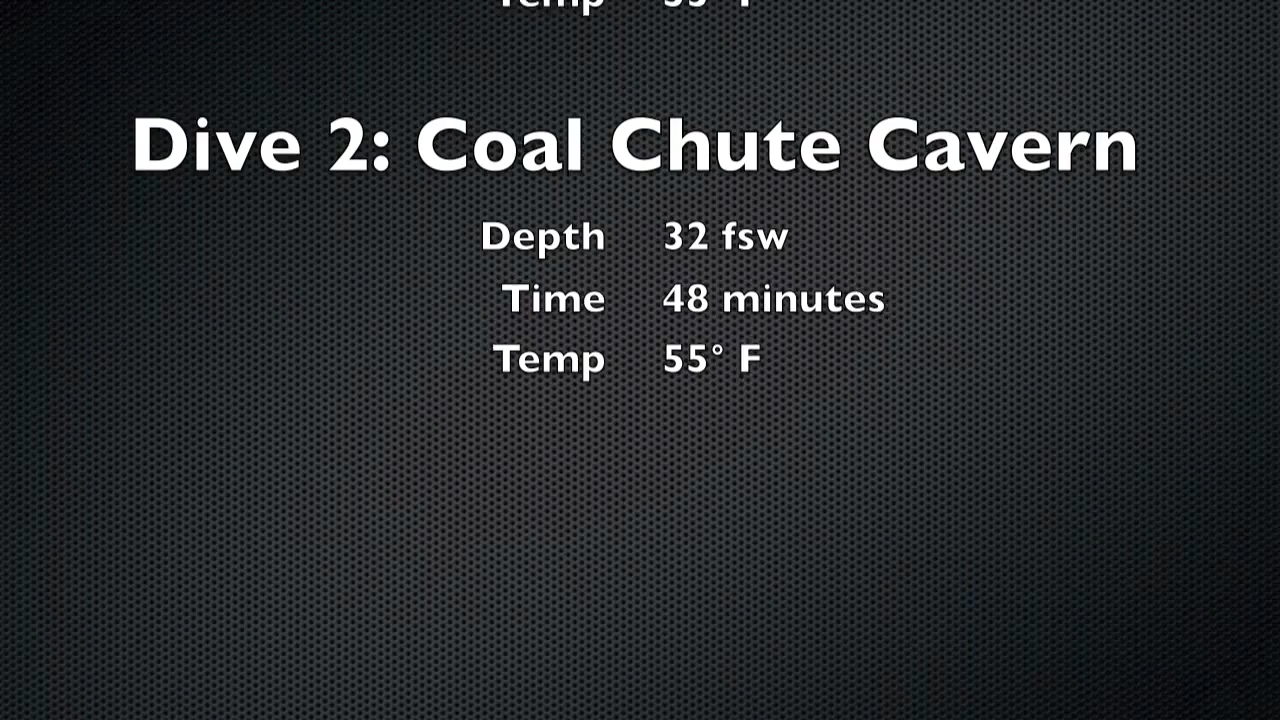 Dive 2: Coal Chute Cavern
Depth 32 fsw
Time 48 minutes
Temp 55° F